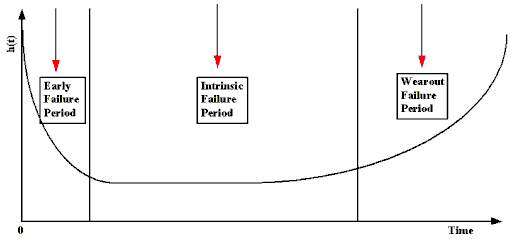 h(t)
Early
Failure
Period
Intrinsic
Failure
Period
Wearout
Failure
Period
0
Time